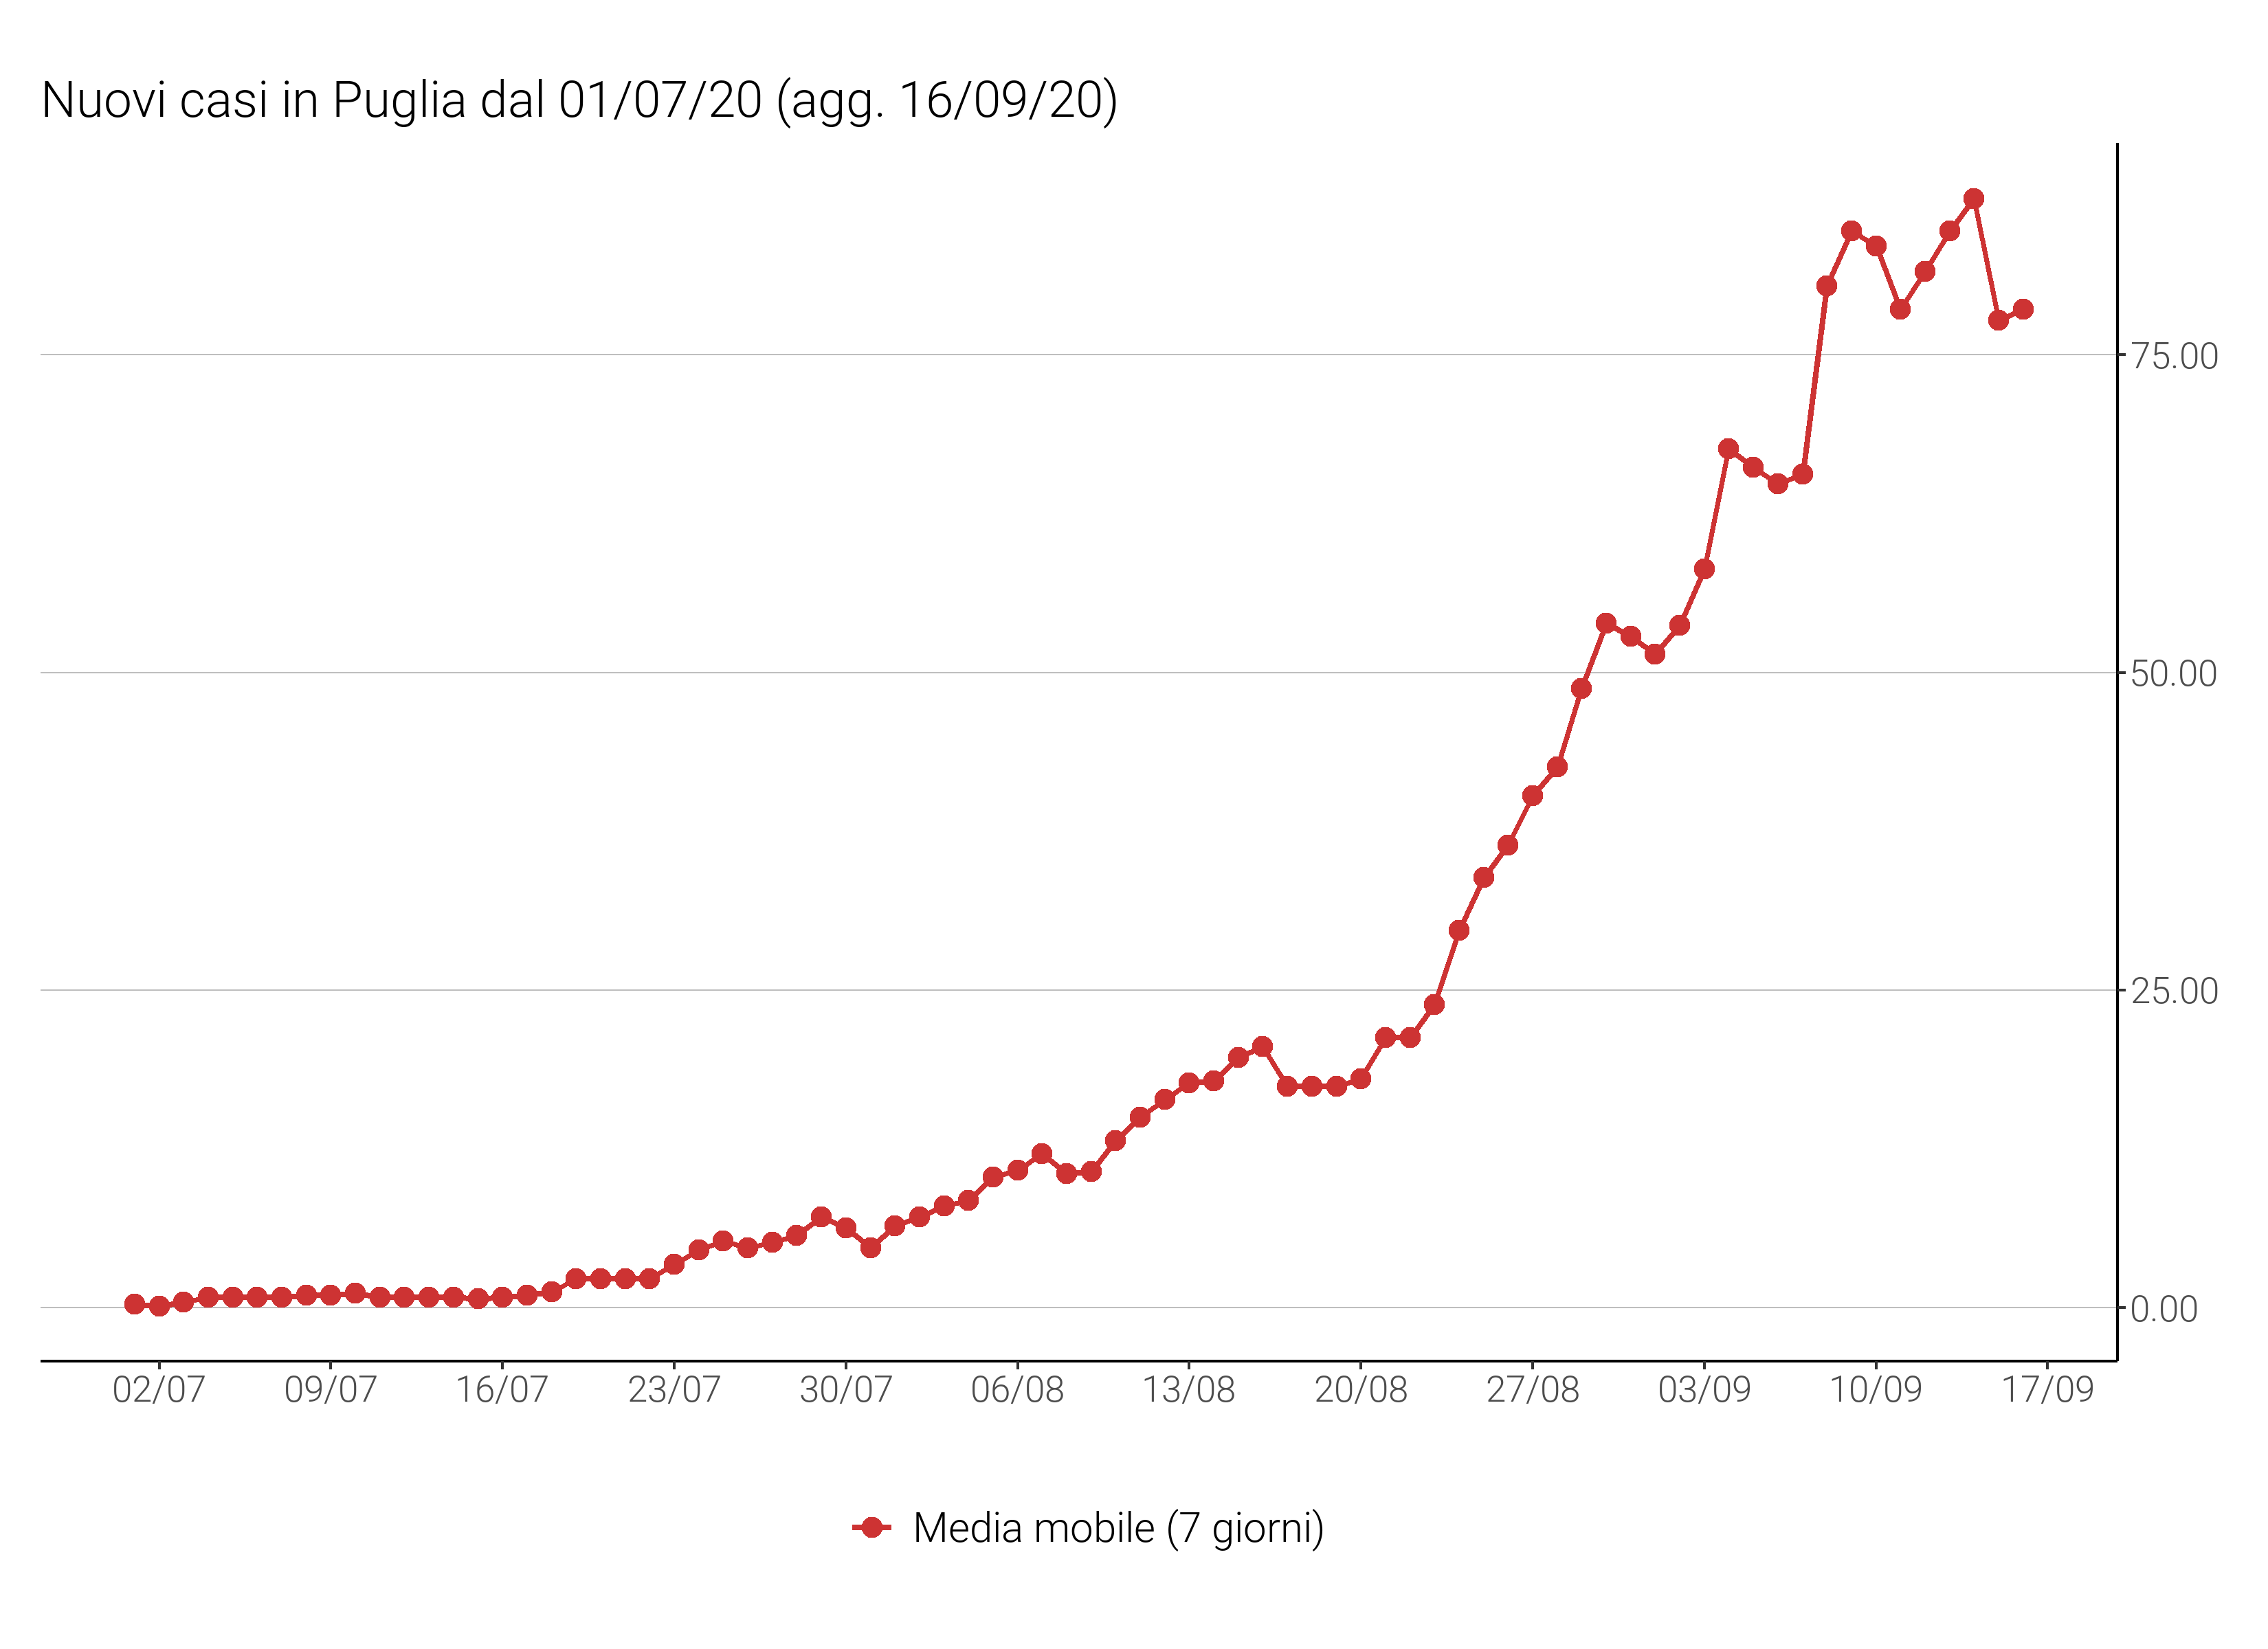 Nuovi casi in Puglia dal 01/07/20 (agg. 16/09/20)
75.00
50.00
25.00
0.00
02/07 09/07 16/07 23/07 30/07 06/08 13/08 20/08 27/08 03/09 10/09 17/09
Media mobile (7 giorni)